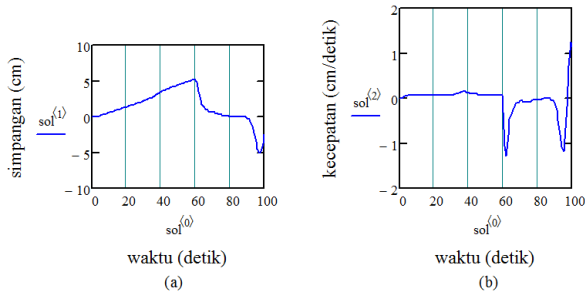 simpangan (cm)
10
5
0
sol⟨1⟩
− 5
− 10
0 20 40 60 80 100
sol⟨0⟩
waktu (detik)
(a)
kecepatan (cm/detik)
2
1
sol⟨2⟩
0
− 1
− 2
0 20 40 60 80 100
sol⟨0⟩
waktu (detik)
(b)